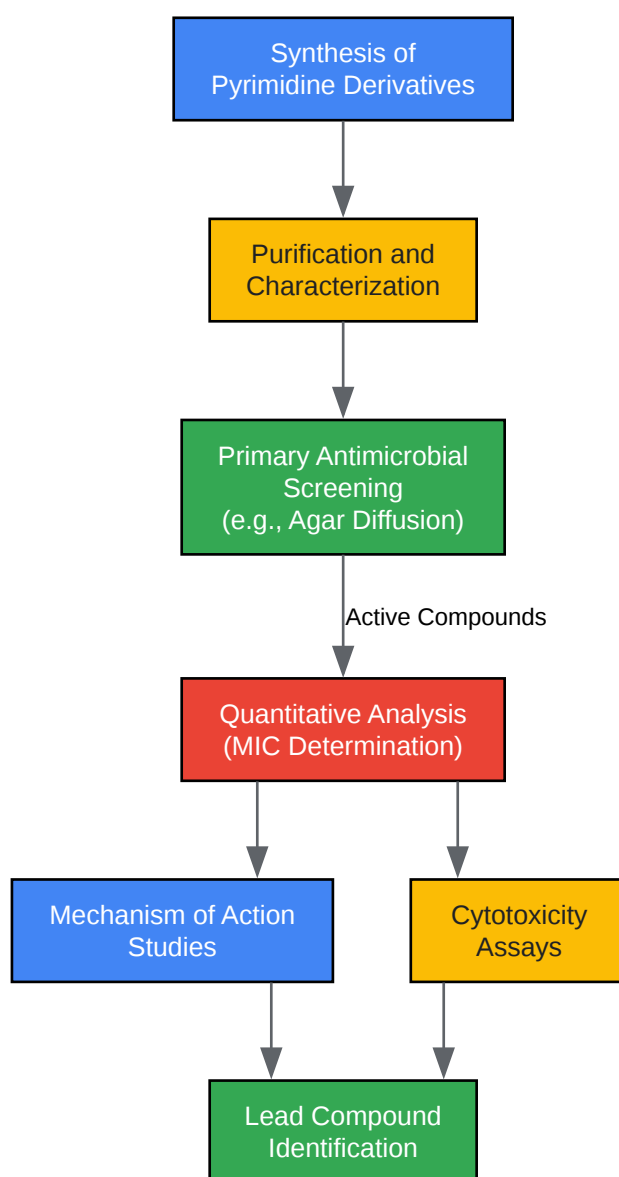 Synthesis of
Pyrimidine Derivatives
Purification and
Characterization
Primary Antimicrobial
Screening
(e.g., Agar Diffusion)
Active Compounds
Quantitative Analysis
(MIC Determination)
Mechanism of Action
Studies
Cytotoxicity
Assays
Lead Compound
Identification